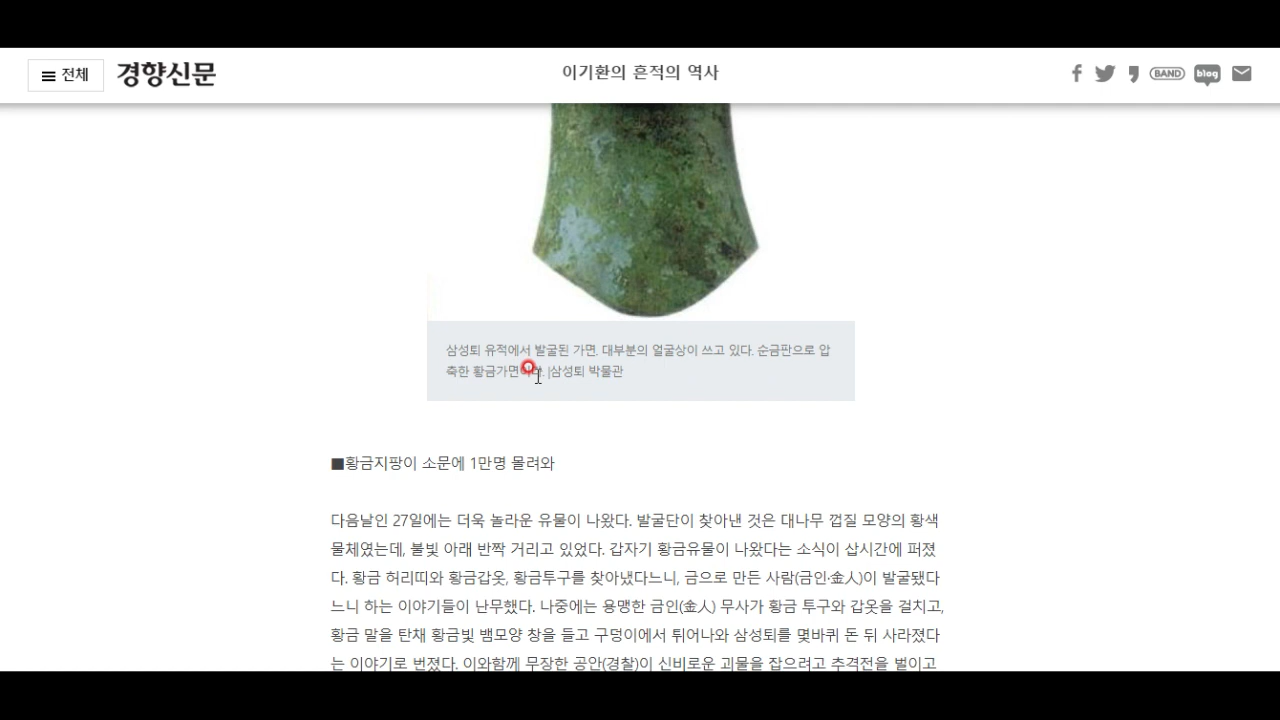 전체
경향신문
이기환의 흔적의 역사
BAND
blog
삼성퇴 유적에서 발굴된 가면. 대부분의 얼굴상이 쓰고 있다. 순금판으로 압
축한 황금가면이다. |삼성퇴 박물관
■황금지팡이 소문에 1만명 몰려와
다음날인 27일에는 더욱 놀라운 유물이 나왔다. 발굴단이 찾아낸 것은 대나무 껍질 모양의 황색
물체였는데, 불빛 아래 반짝 거리고 있었다. 갑자기 황금유물이 나왔다는 소식이 삽시간에 퍼졌
다. 황금 허리띠와 황금갑옷, 황금투구를 찾아냈다느니, 금으로 만든 사람(금인·金人)이 발굴됐다
느니 하는 이야기들이 난무했다. 나중에는 용맹한 금인(金人) 무사가 황금 투구와 갑옷을 걸치고,
황금 말을 탄채 황금빛 뱀모양 창을 들고 구덩이에서 튀어나와 삼성퇴를 몇바퀴 돈 뒤 사라졌다
는 이야기로 번졌다. 이와함께 무장한 공안(경찰)이 신비로운 괴물을 잡으려고 추격전을 벌이고